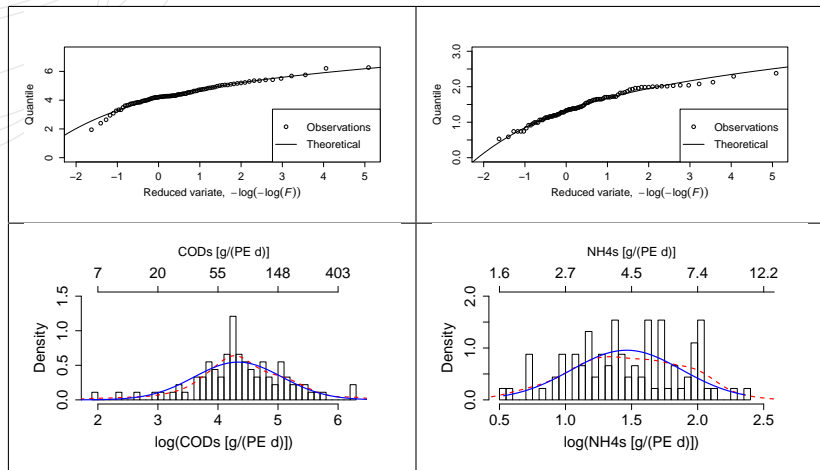 Quantile
0 2 4 6
-2 -1 0 1 2 3 4 5
Observations
Theoretical
Reduced variate, −log(−log(F))
Quantile
0.0 1.0 2.0 3.0
-2 -1 0 1 2 3 4 5
Observations
Theoretical
Reduced variate, −log(−log(F))
CODs [g/(PE d)]
7 20 55 148 403
Density
0.0 0.5 1.0 1.5
2 3 4 5 6
log(CODs [g/(PE d)])
NH4s [g/(PE d)]
1.6 2.7 4.5 7.4 12.2
Density
0.0 1.0 2.0
0.5 1.0 1.5 2.0 2.5
log(NH4s [g/(PE d)])